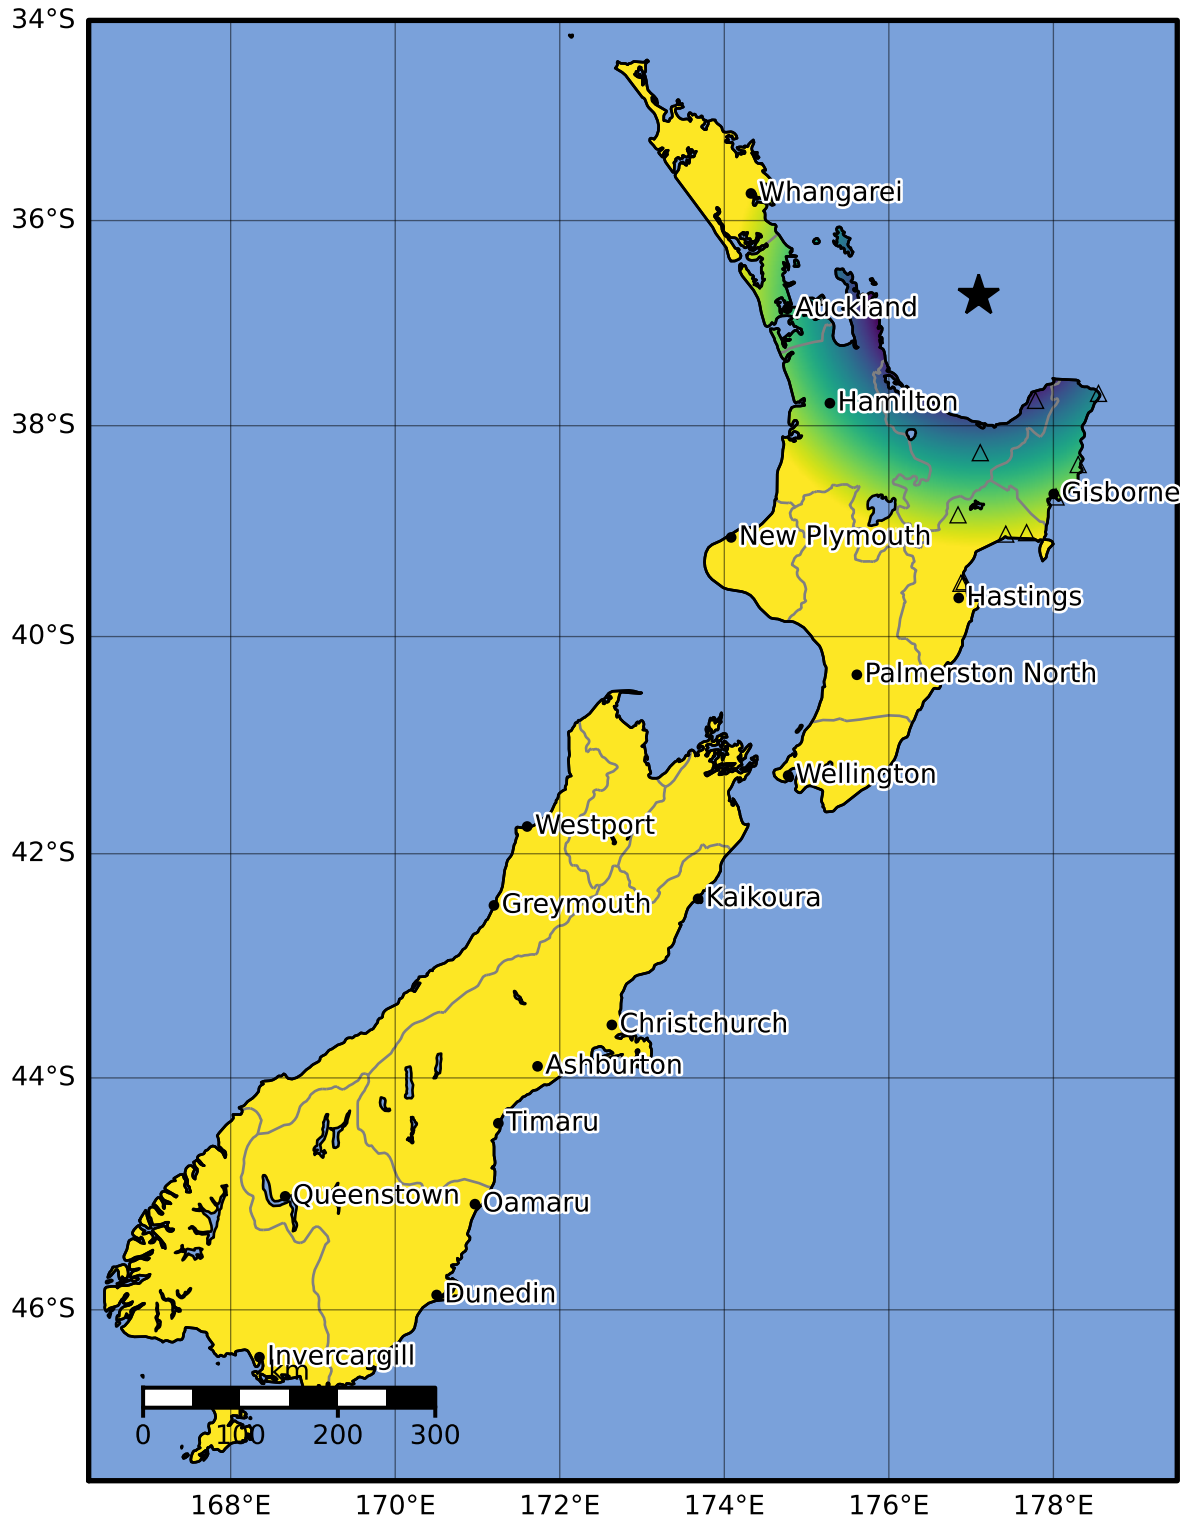 34°S
Whangarei
36°S
Auckland
Hamilton
38°S
Gisborne
New Plymouth
Hastings
40°S
Palmerston North
Wellington
Westport
42°S
Kaikoura
Greymouth
Christchurch
Ashburton
44°S
Timaru
Queenstown
Oamaru
Dunedin
46°S
Invercargill
km
0 100 200 300
168°E 170°E 172°E 174°E 176°E 178°E